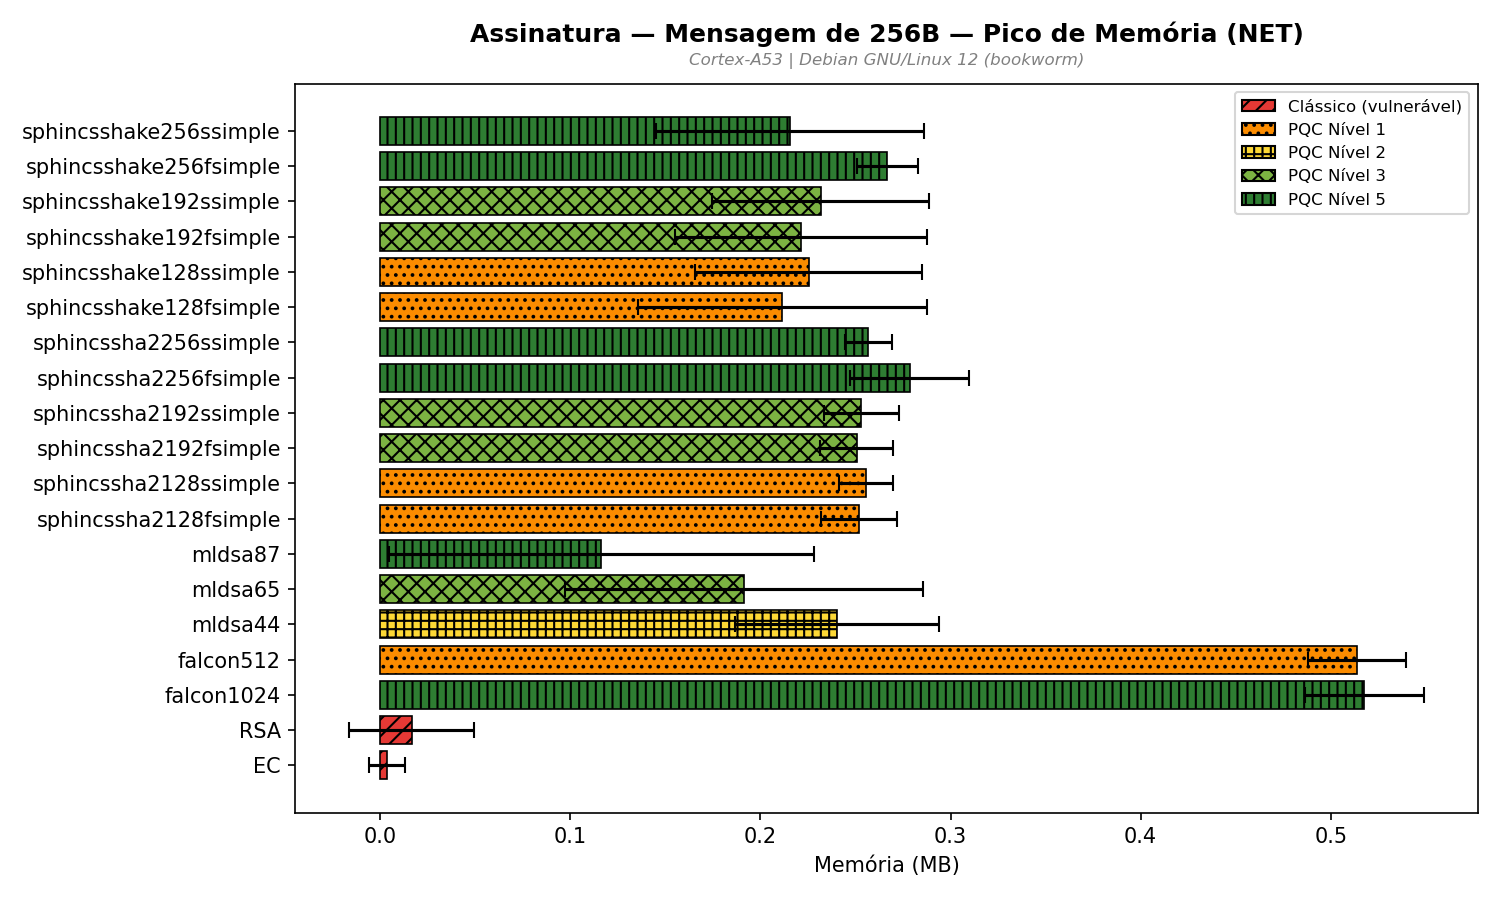 Assinatura — Mensagem de 256B — Pico de Memória (NET)
Cortex-A53 | Debian GNU/Linux 12 (bookworm)
Clássico (vulnerável)
PQC Nível 1
PQC Nível 2
PQC Nível 3
PQC Nível 5
sphincsshake256ssimple
sphincsshake256fsimple
sphincsshake192ssimple
sphincsshake192fsimple
sphincsshake128ssimple
sphincsshake128fsimple
sphincssha2256ssimple
sphincssha2256fsimple
sphincssha2192ssimple
sphincssha2192fsimple
sphincssha2128ssimple
sphincssha2128fsimple
mldsa87
mldsa65
mldsa44
falcon512
falcon1024
RSA
EC
0.0 0.1 0.2 0.3 0.4 0.5
Memória (MB)